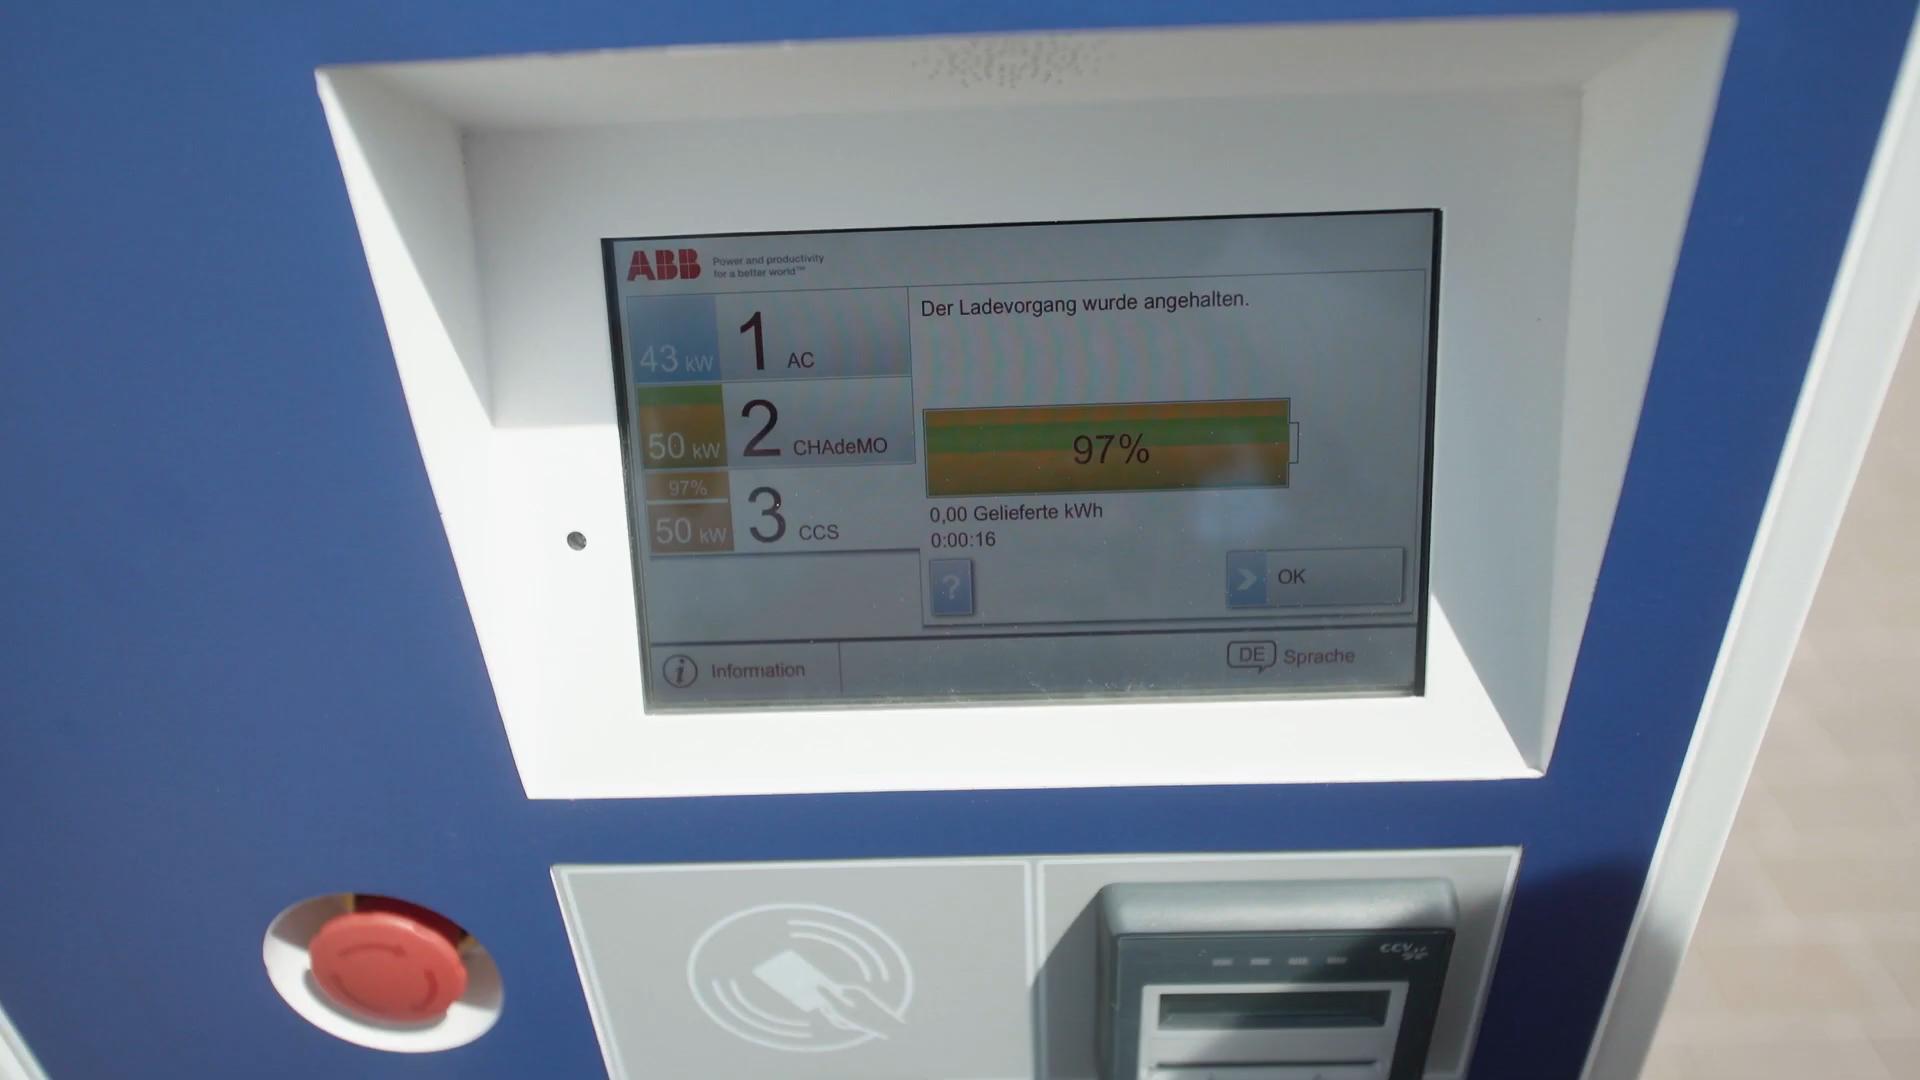 ABB
Power and productivity
for a better world™
43 kW 1 AC
50 kW 2 CHAdeMO
97%
50 kW 3 CCS
Der Ladevorgang wurde angehalten.
97%
0,00 Gelieferte kWh
0:00:16
? OK
i Information
DE Sprache
CCV